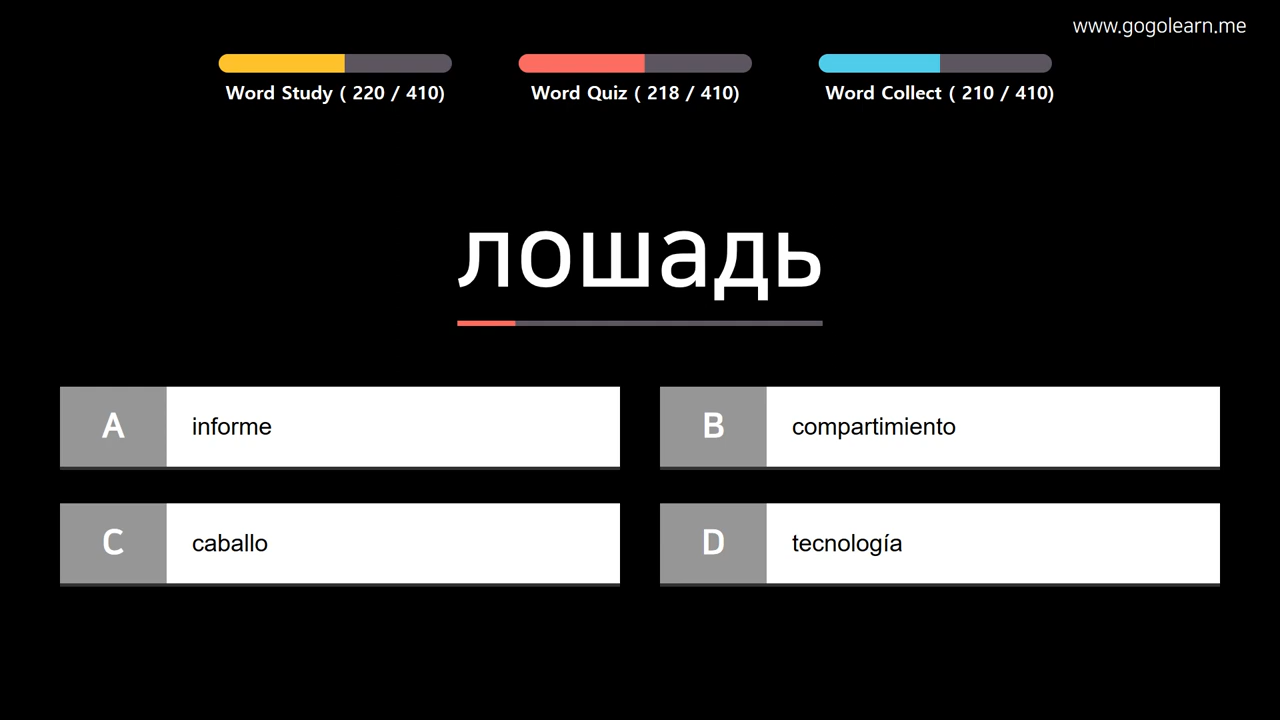 www.gogolearn.me
Word Study ( 220 / 410)
Word Quiz ( 218 / 410)
Word Collect ( 210 / 410)
лошадь
A informe
B compartimiento
C caballo
D tecnología